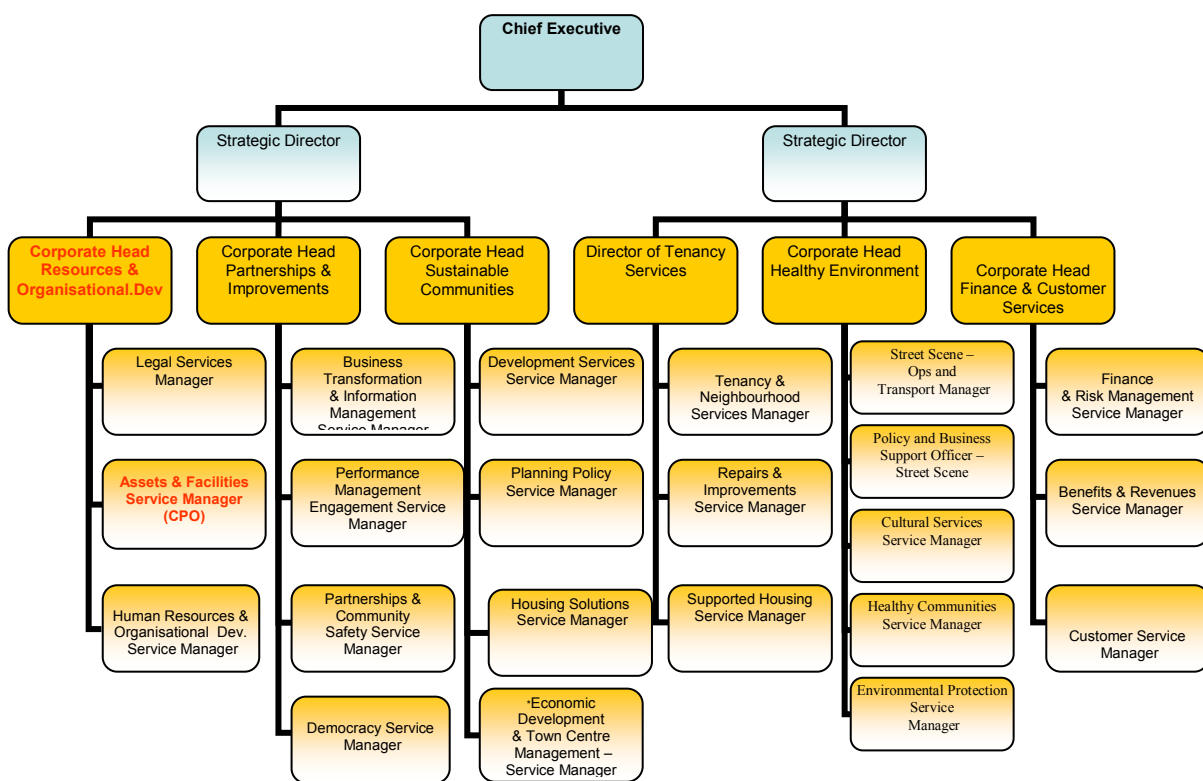 Chief Executive
Strategic Director
Strategic Director
Corporate Head
Resources &
Organisational.Dev
Corporate Head
Partnerships &
Improvements
Corporate Head
Sustainable
Communities
Director of Tenancy
Services
Corporate Head
Healthy Environment
Corporate Head
Finance & Customer
Services
Legal Services
Manager
Assets & Facilities
Service Manager
(CPO)
Human Resources &
Organisational Dev.
Service Manager
Business
Transformation
& Information
Management
Service Manager
Performance
Management
Engagement Service
Manager
Partnerships &
Community
Safety Service
Manager
Democracy Service
Manager
Development Services
Service Manager
Planning Policy
Service Manager
Housing Solutions
Service Manager
*Economic
Development
& Town Centre
Management –
Service Manager
Tenancy &
Neighbourhood
Services Manager
Repairs &
Improvements
Service Manager
Supported Housing
Service Manager
Street Scene –
Ops and
Transport Manager
Policy and Business
Support Officer –
Street Scene
Cultural Services
Service Manager
Healthy Communities
Service Manager
Environmental Protection
Service
Manager
Finance
& Risk Management
Service Manager
Benefits & Revenues
Service Manager
Customer Service
Manager